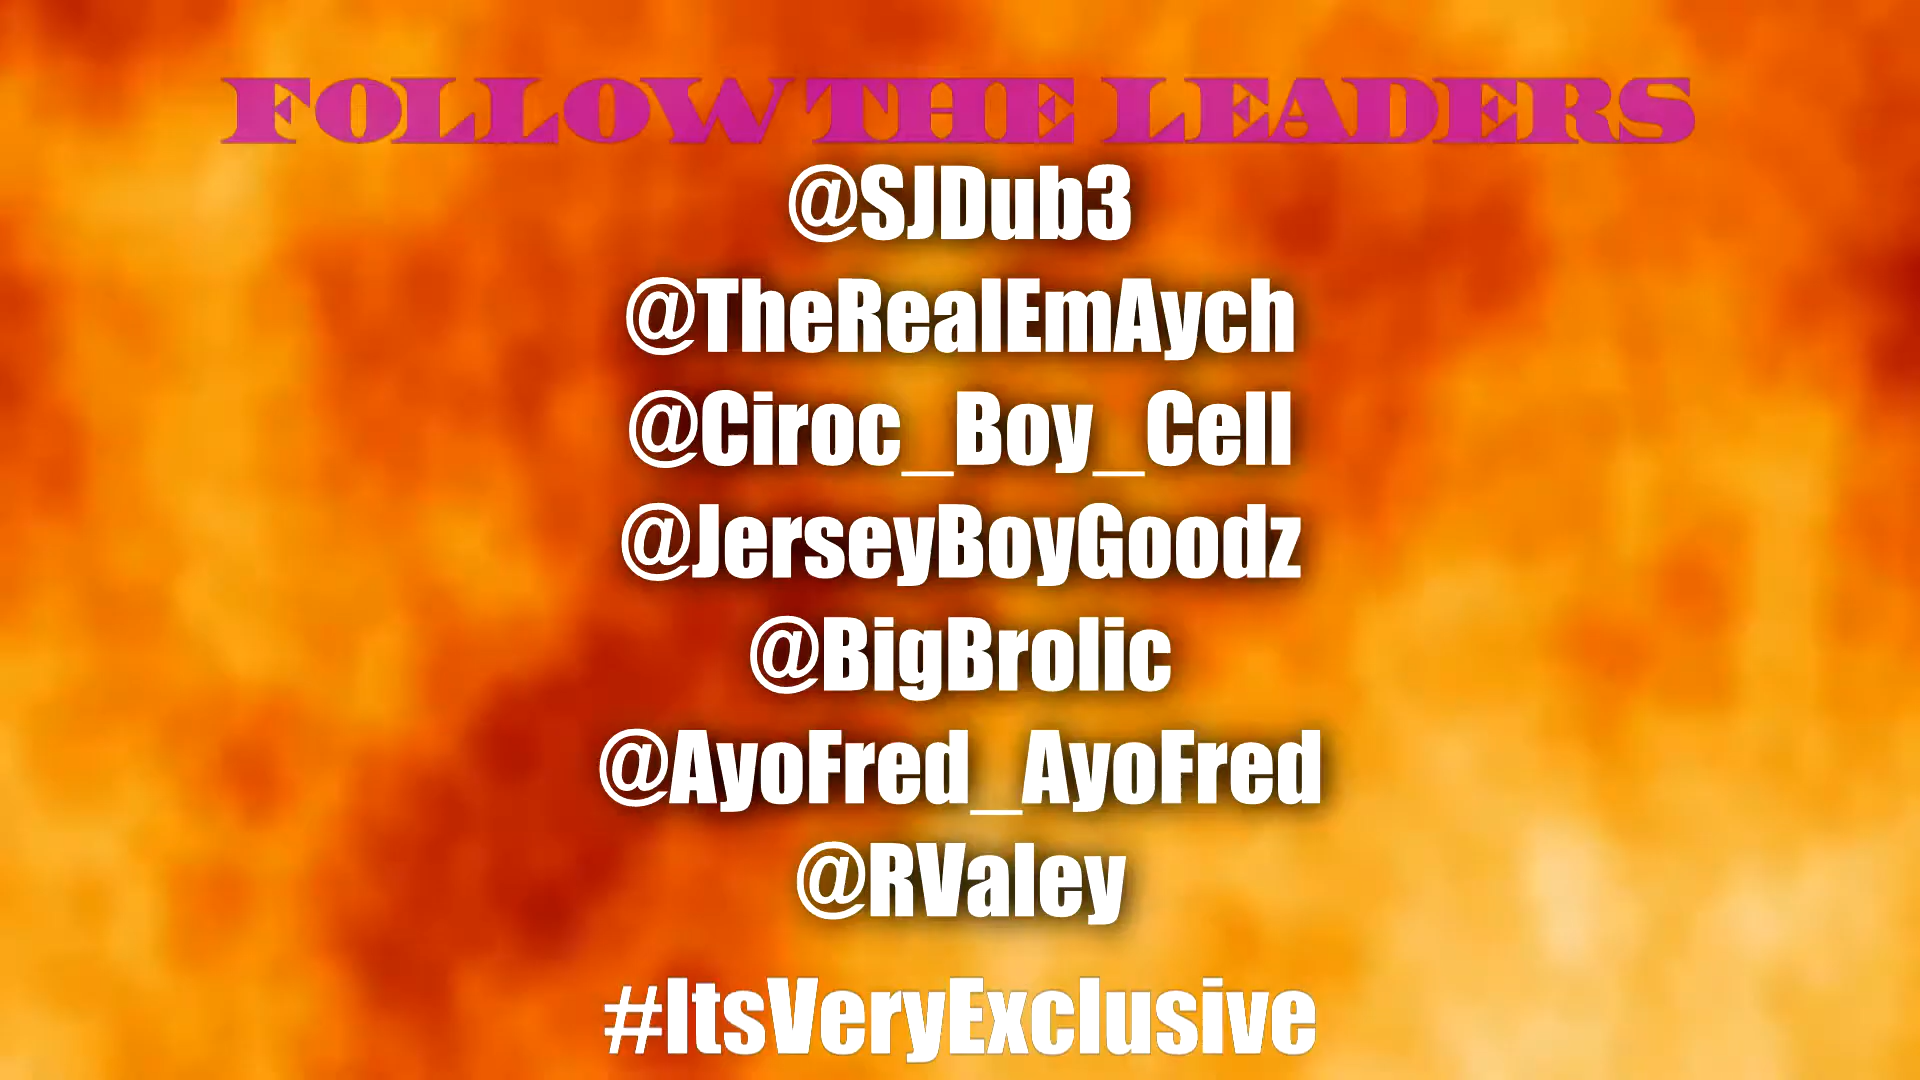 FOLLOW THE LEADERS
@SJDub3
@TheRealEmAych
@Ciroc_Boy_Cell
@JerseyBoyGoodz
@BigBrolic
@AyoFred_AyoFred
@RValey
#ItsVeryExclusive